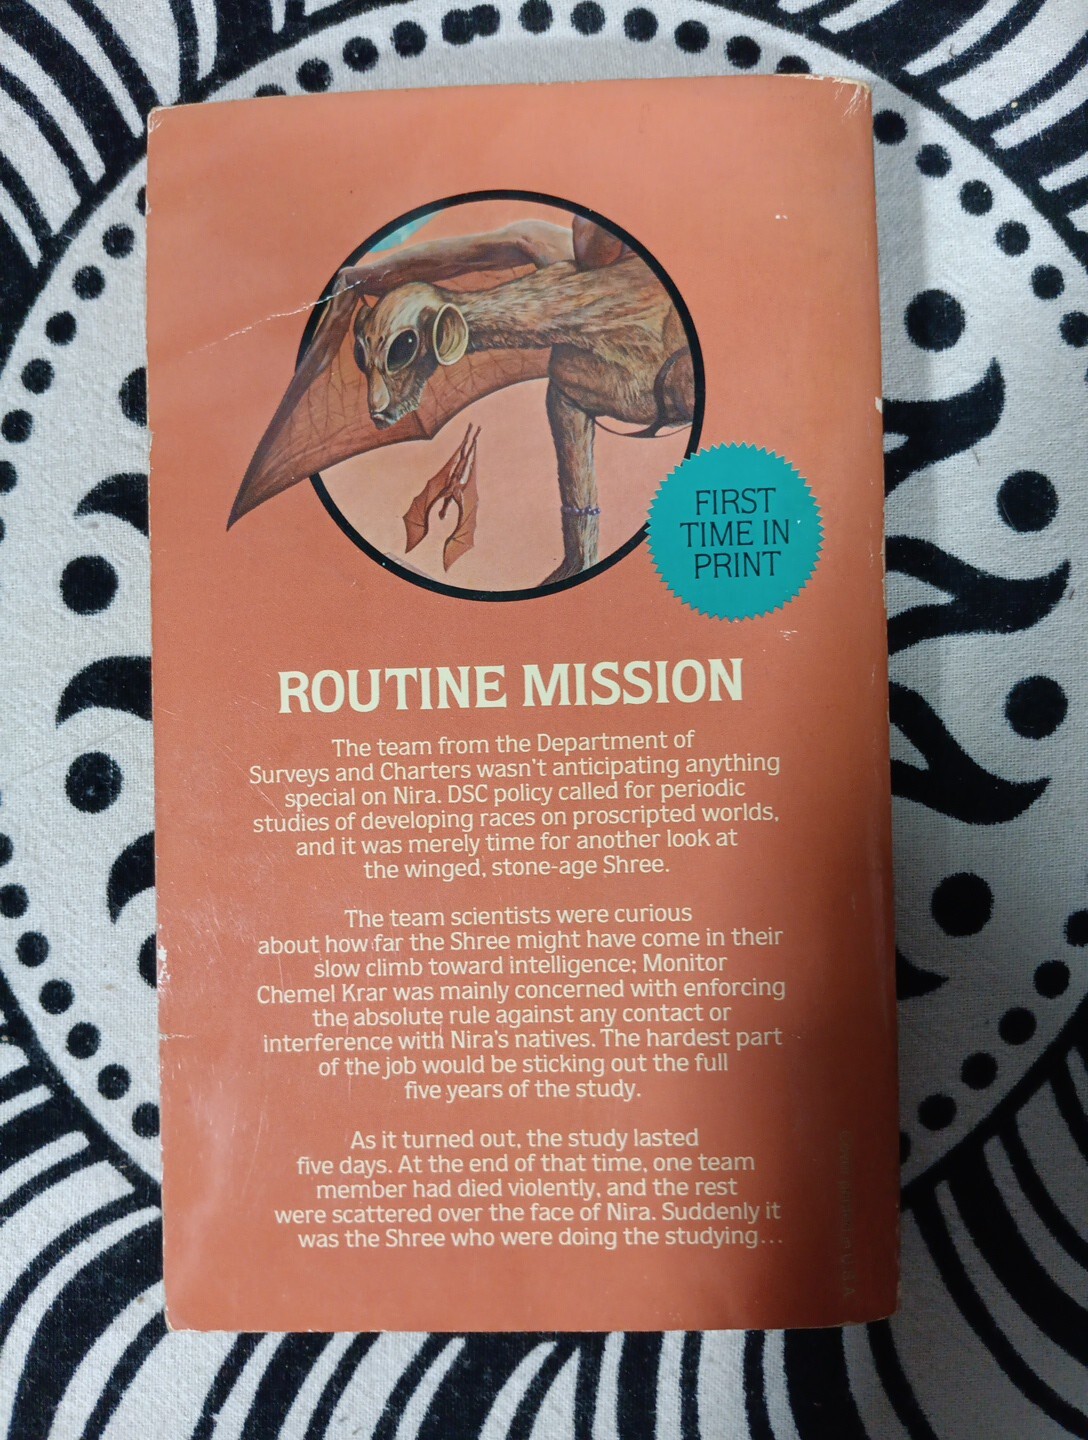 FIRST
TIME IN
PRINT
ROUTINE MISSION
The team from the Department of
Surveys and Charters wasn't anticipating anything
special on Nira. DSC policy called for periodic
studies of developing races on proscripted worlds,
and it was merely time for another look at
the winged, stone-age Shree.
The team scientists were curious
about how far the Shree might have come in their
slow climb toward intelligence; Monitor
Chemel Krar was mainly concerned with enforcing
the absolute rule against any contact or
interference with Nira's natives. The hardest part
of the job would be sticking out the full
five years of the study.
As it turned out, the study lasted
five days. At the end of that time, one team
member had died violently, and the rest
were scattered over the face of Nira. Suddenly it
was the Shree who were doing the studying...
U.S.A.